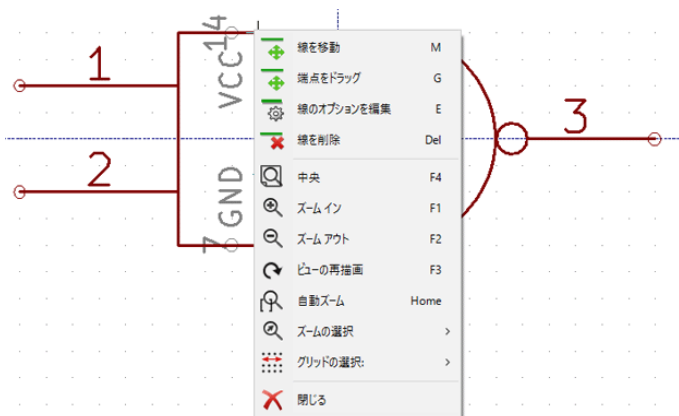 1
2
3
14
VCC
GND
7
線を移動 M
端点をドラッグ G
線のオプションを編集 E
線を削除 Del
中央 F4
ズーム イン F1
ズーム アウト F2
ビューの再描画 F3
自動ズーム Home
ズームの選択 >
グリッドの選択: >
閉じる